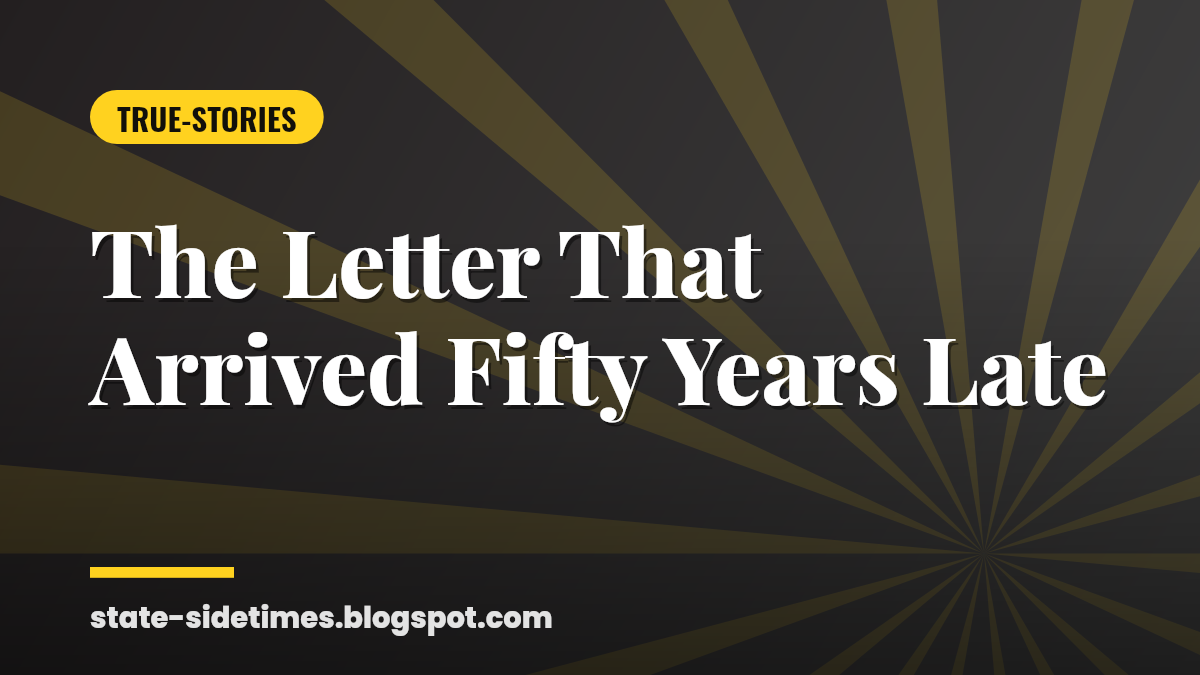 TRUE-STORIES
The Letter That
Arrived Fifty Years Late
state-sidetimes.blogspot.com